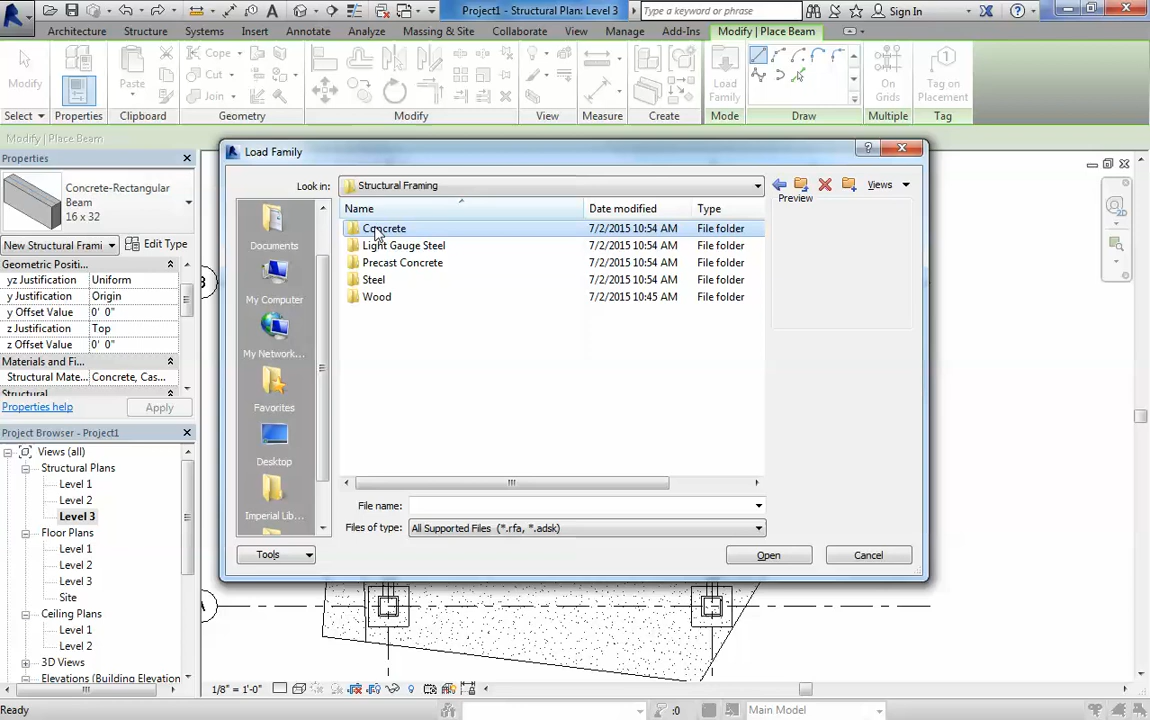 Project1 - Structural Plan: Level 3
Type a keyword or phrase
Sign In
Architecture
Structure
Systems
Insert
Annotate
Analyze
Massing & Site
Collaborate
View
Manage
Add-Ins
Modify | Place Beam
Modify
Paste
Cope
Cut
Join
Load
Family
On
Grids
Tag on
Placement
Select
Properties
Clipboard
Geometry
Modify
View
Measure
Create
Mode
Draw
Multiple
Tag
Modify | Place Beam
Properties
Concrete-Rectangular
Beam
16 x 32
New Structural Frami
Edit Type
Geometric Positi...
yz Justification Uniform
y Justification Origin
y Offset Value 0' 0"
z Justification Top
z Offset Value 0' 0"
Materials and Fi...
Structural Mate... Concrete, Cas...
Structural
Properties help
Apply
Project Browser - Project1
Views (all)
Structural Plans
Level 1
Level 2
Level 3
Floor Plans
Level 1
Level 2
Level 3
Site
Ceiling Plans
Level 1
Level 2
3D Views
Elevations (Building Elevation
Load Family
Look in:
Structural Framing
Views
Name
Date modified
Type
Preview
Concrete 7/2/2015 10:54 AM File folder
Light Gauge Steel 7/2/2015 10:54 AM File folder
Precast Concrete 7/2/2015 10:54 AM File folder
Steel 7/2/2015 10:54 AM File folder
Wood 7/2/2015 10:45 AM File folder
Documents
My Computer
My Network...
Favorites
Desktop
Imperial Lib...
File name:
Files of type:
All Supported Files (*.rfa, *.adsk)
Tools
Open
Cancel
B
A
1/8" = 1'-0"
Ready
:0
Main Model